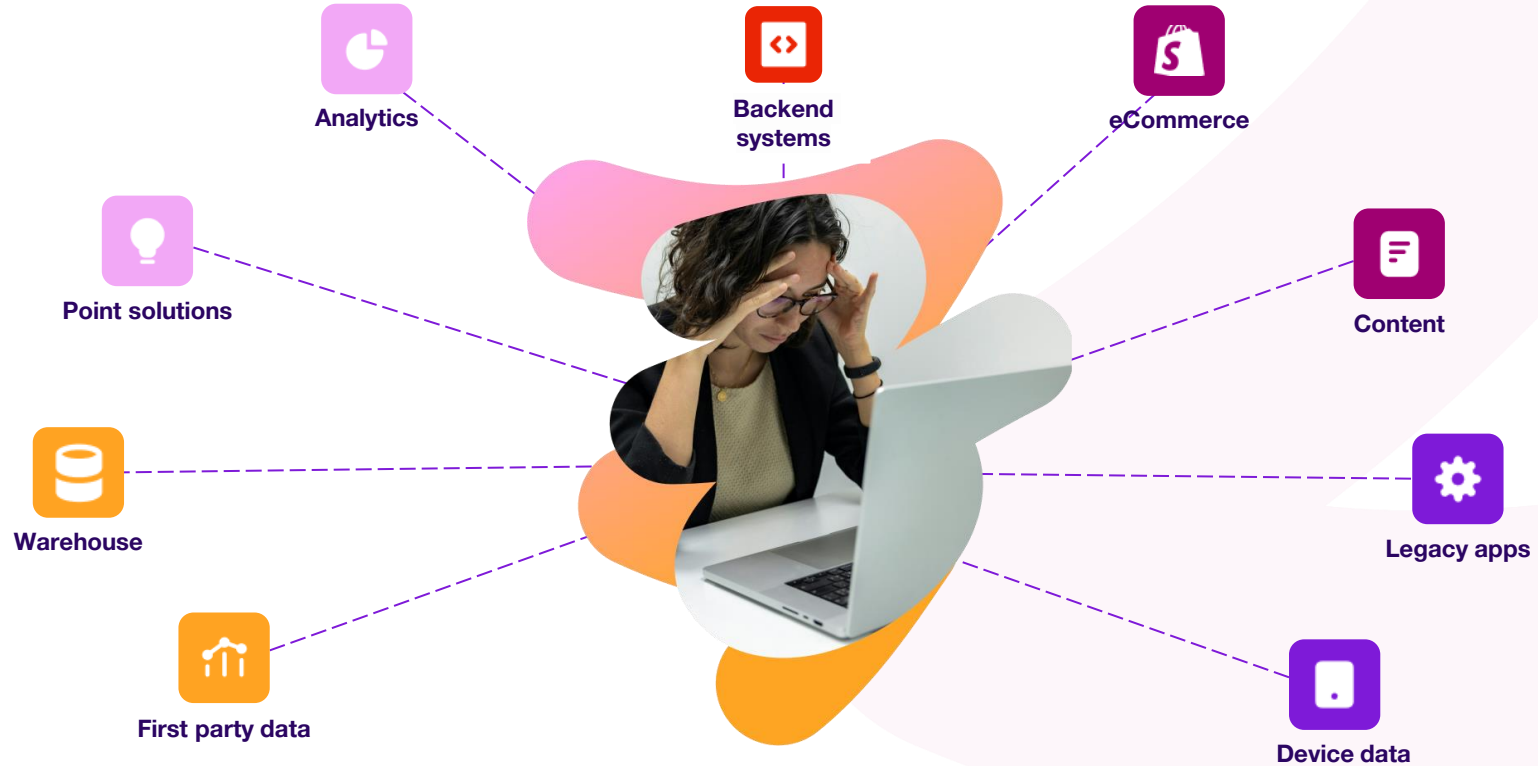 Analytics
Backend
systems
eCommerce
Point solutions
Content
Warehouse
Legacy apps
First party data
Device data